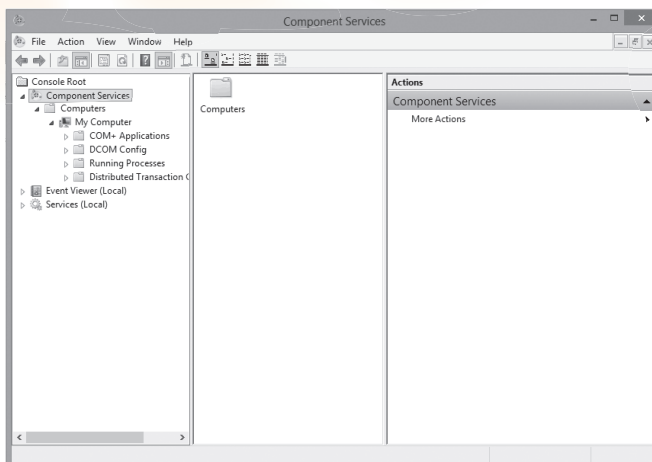 Component Services
File Action View Window Help
Console Root
Component Services
Computers
My Computer
COM+ Applications
DCOM Config
Running Processes
Distributed Transaction C
Event Viewer (Local)
Services (Local)
Computers
Actions
Component Services
More Actions